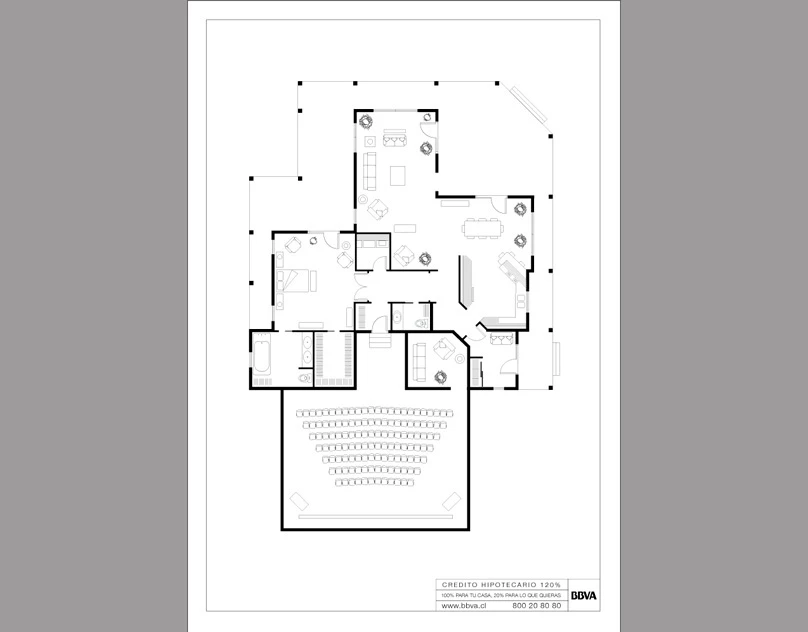 CREDITO HIPOTECARIO 120%
100% PARA TU CASA, 20% PARA LO QUE QUIERAS
www.bbva.cl 800 20 80 80
BBVA